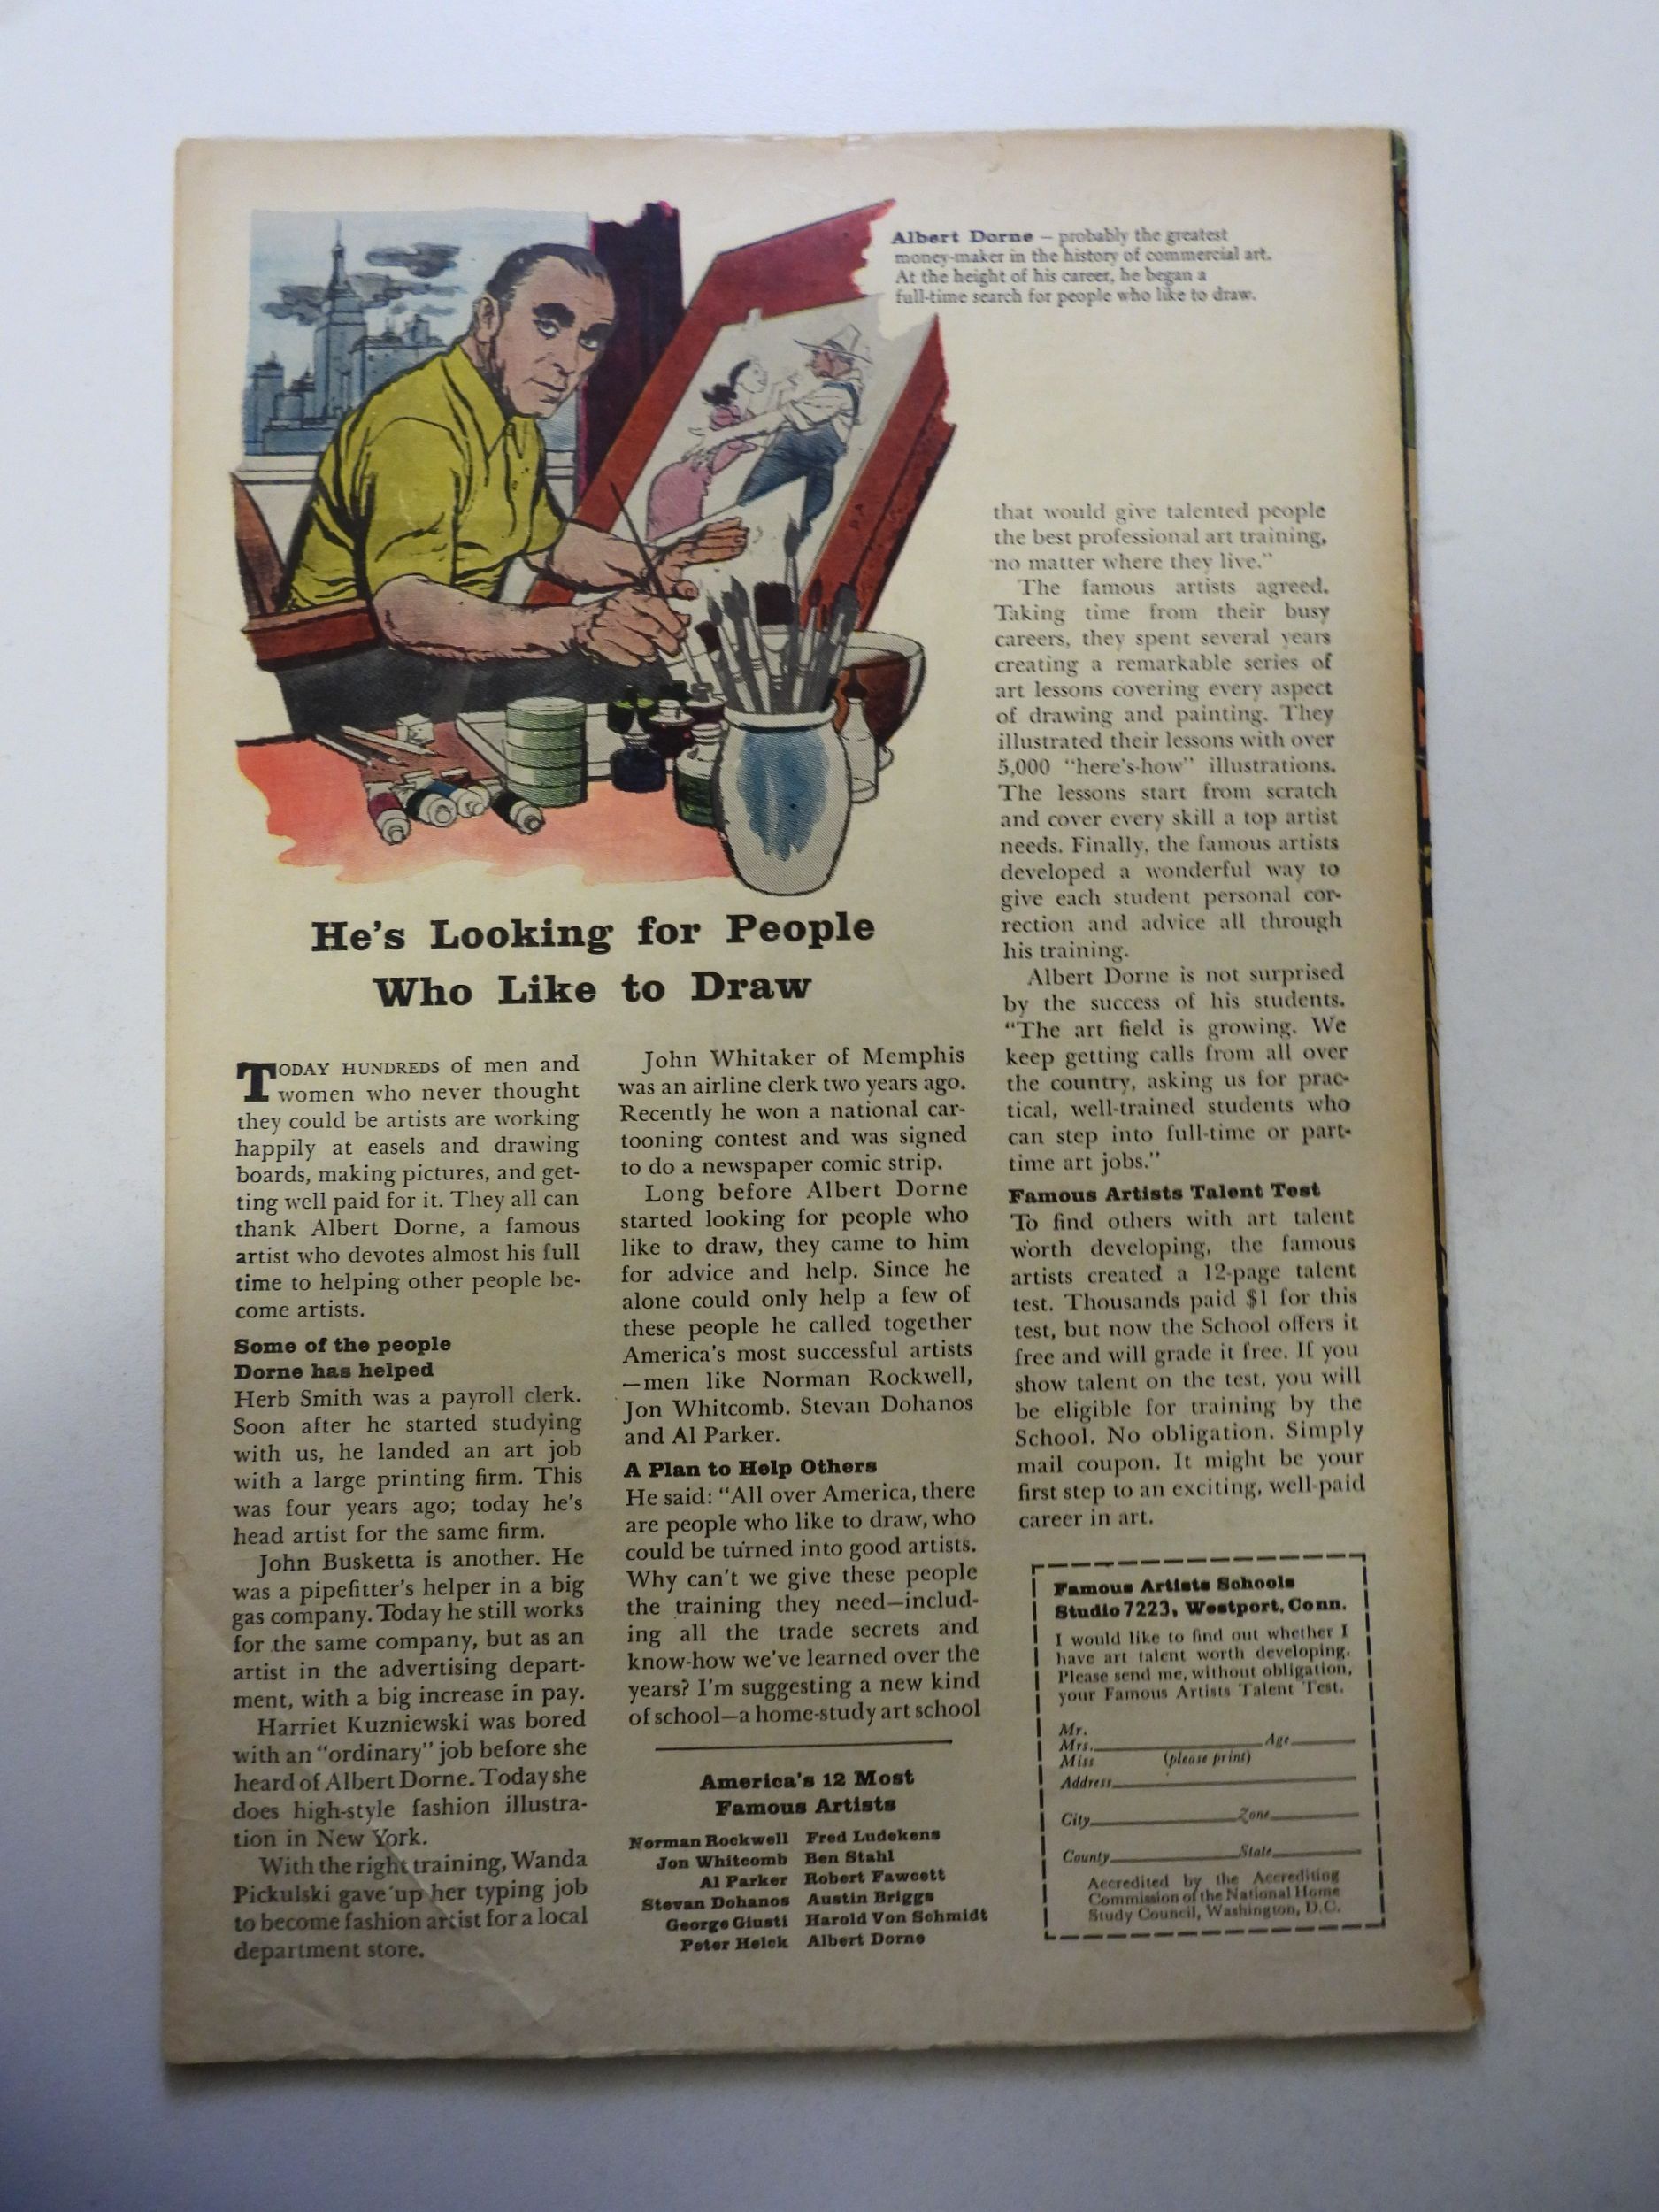 Albert Dorne – probably the greatest
money-maker in the history of commercial art.
At the height of his career, he began a
full-time search for people who like to draw.
He's Looking for People
Who Like to Draw
TODAY HUNDREDS of men and
women who never thought
they could be artists are working
happily at easels and drawing
boards, making pictures, and get-
ting well paid for it. They all can
thank Albert Dorne, a famous
artist who devotes almost his full
time to helping other people be-
come artists.
Some of the people
Dorne has helped
Herb Smith was a payroll clerk.
Soon after he started studying
with us, he landed an art job
with a large printing firm. This
was four years ago; today he's
head artist for the same firm.
John Busketta is another. He
was a pipefitter's helper in a big
gas company. Today he still works
for the same company, but as an
artist in the advertising depart-
ment, with a big increase in pay.
Harriet Kuzniewski was bored
with an "ordinary" job before she
heard of Albert Dorne. Today she
does high-style fashion illustra-
tion in New York.
With the right training, Wanda
Pickulski gave up her typing job
to become fashion artist for a local
department store.
John Whitaker of Memphis
was an airline clerk two years ago.
Recently he won a national car-
tooning contest and was signed
to do a newspaper comic strip.
Long before Albert Dorne
started looking for people who
like to draw, they came to him
for advice and help. Since he
alone could only help a few of
these people he called together
America's most successful artists
—men like Norman Rockwell,
Jon Whitcomb. Stevan Dohanos
and Al Parker.
A Plan to Help Others
He said: "All over America, there
are people who like to draw, who
could be turned into good artists.
Why can't we give these people
the training they need—includ-
ing all the trade secrets and
know-how we've learned over the
years? I'm suggesting a new kind
of school—a home-study art school
America's 12 Most
Famous Artists
Norman Rockwell Fred Ludekens
Jon Whitcomb Ben Stahl
Al Parker Robert Fawcett
Stevan Dohanos Austin Briggs
George Giusti Harold Von Schmidt
Peter Helck Albert Dorne
that would give talented people
the best professional art training,
no matter where they live."
The famous artists agreed.
Taking time from their busy
careers, they spent several years
creating a remarkable series of
art lessons covering every aspect
of drawing and painting. They
illustrated their lessons with over
5,000 "here's-how" illustrations.
The lessons start from scratch
and cover every skill a top artist
needs. Finally, the famous artists
developed a wonderful way to
give each student personal cor-
rection and advice all through
his training.
Albert Dorne is not surprised
by the success of his students.
"The art field is growing. We
keep getting calls from all over
the country, asking us for prac-
tical, well-trained students who
can step into full-time or part-
time art jobs."
Famous Artists Talent Test
To find others with art talent
worth developing, the famous
artists created a 12-page talent
test. Thousands paid $1 for this
test, but now the School offers it
free and will grade it free. If you
show talent on the test, you will
be eligible for training by the
School. No obligation. Simply
mail coupon. It might be your
first step to an exciting, well-paid
career in art.
Famous Artists Schools
Studio 7223, Westport, Conn.
I would like to find out whether I
have art talent worth developing.
Please send me, without obligation,
your Famous Artists Talent Test.
Mr.
Mrs. Age
Miss (please print)
Address
City Zone
County State
Accredited by the Accrediting
Commission of the National Home
Study Council, Washington, D.C.